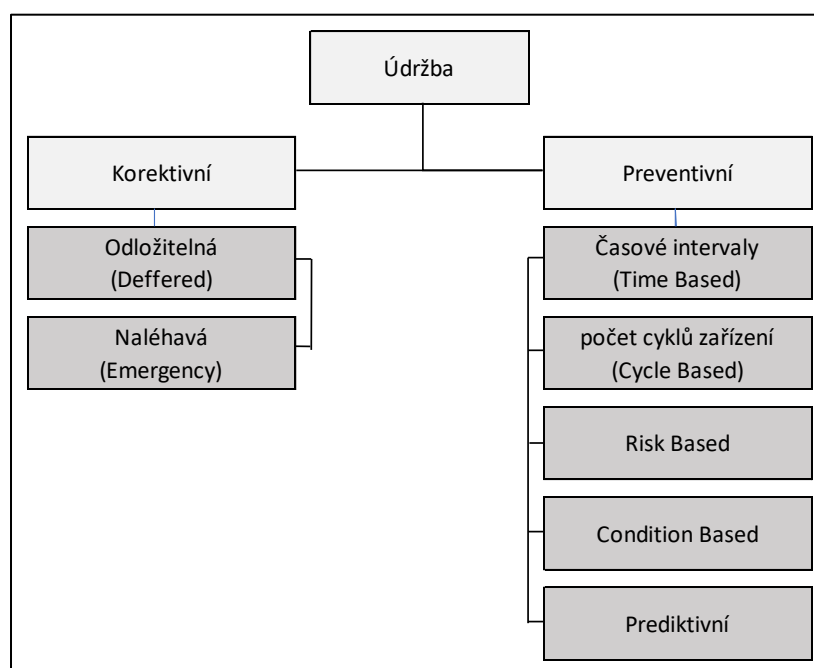 Údržba
Korektivní
Odložitelná
(Deffered)
Naléhavá
(Emergency)
Preventivní
Časové intervaly
(Time Based)
počet cyklů zařízení
(Cycle Based)
Risk Based
Condition Based
Prediktivní